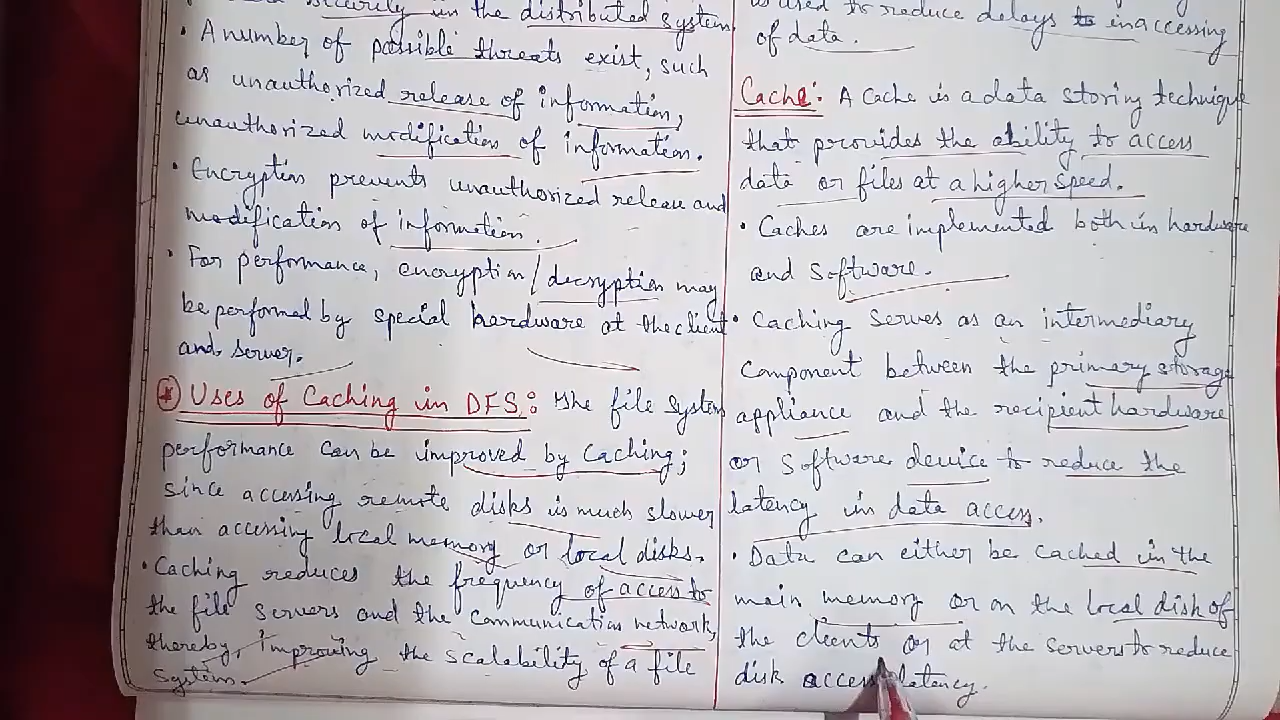 securely in the distributed system
• A number of possible threats exist, such
as unauthorized release of information,
unauthorized modification of information.
• Encryption prevents unauthorized release and
modification of information.
• For performance, encryption/decryption may
be performed by special hardware at the client
and server.
* Uses of Caching in DFS: The file system
performance can be improved by caching;
since accessing remote disks is much slower
than accessing local memory or local disks.
• Caching reduces the frequency of access to
the file servers and the communication network,
thereby, improving the scalability of a file
system.
is used to reduce delays to in accessing
of data.
Cache: A Cache is a data storing technique
that provides the ability to access
data or files at a higher speed.
• Caches are implemented both in hardware
and software.
• Caching serves as an intermediary
component between the primary storage
appliance and the recipient hardware
or software device to reduce the
latency in data access.
• Data can either be cached in the
main memory or on the local disk of
the clients or at the servers to reduce
disk access latency.